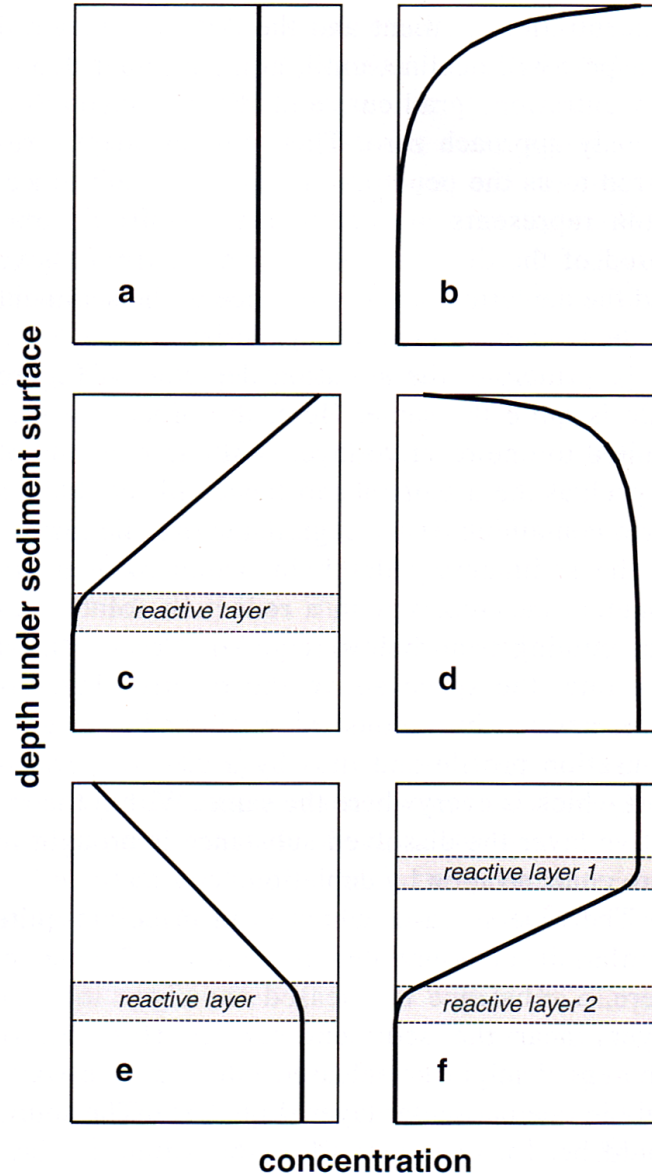 a
b
depth under sediment surface
reactive layer
c
d
reactive layer
e
reactive layer 1
reactive layer 2
f
concentration